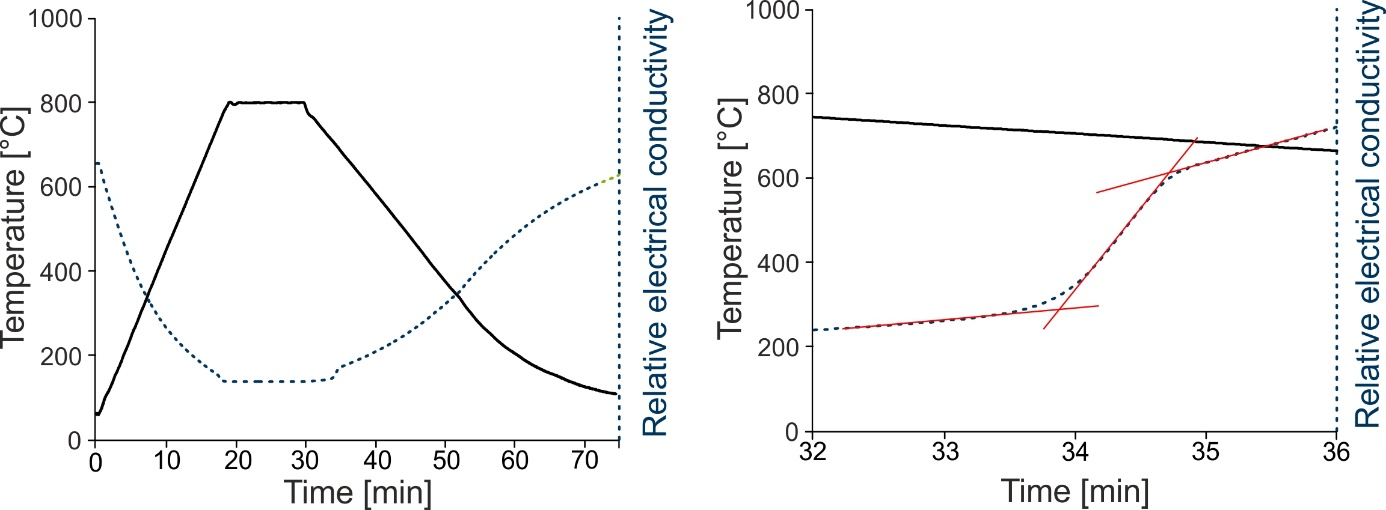 1000
800
600
400
200
0
Temperature [°C]
0 10 20 30 40 50 60 70
Time [min]
Relative electrical conductivity
1000
800
600
400
200
0
Temperature [°C]
32 33 34 35 36
Time [min]
Relative electrical conductivity